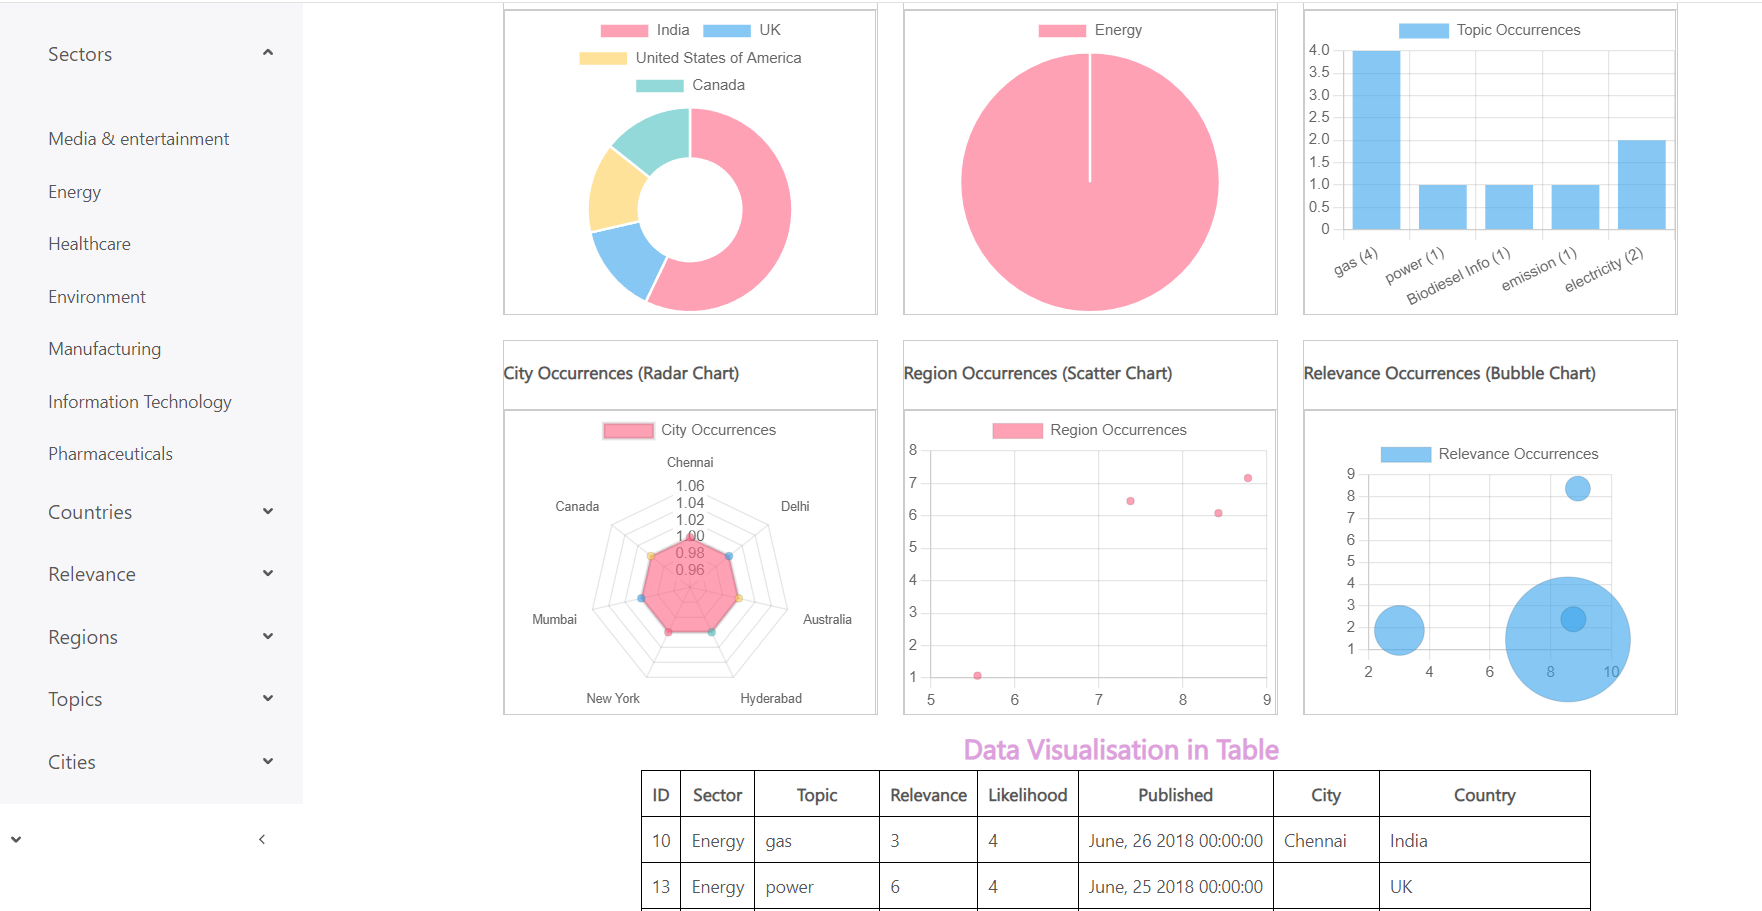 Sectors
Media & entertainment
Energy
Healthcare
Environment
Manufacturing
Information Technology
Pharmaceuticals
Countries
Relevance
Regions
Topics
Cities
India UK
United States of America
Canada
Energy
Topic Occurrences
4.0
3.5
3.0
2.5
2.0
1.5
1.0
0.5
0
gas (4) power (1) Biodiesel Info (1) emission (1) electricity (2)
City Occurrences (Radar Chart)
City Occurrences
Chennai
1.06
1.04
1.02
1.00
0.98
0.96
Canada Delhi
Mumbai Australia
New York Hyderabad
Region Occurrences (Scatter Chart)
Region Occurrences
8
7
6
5
4
3
2
1
5 6 7 8 9
Relevance Occurrences (Bubble Chart)
Relevance Occurrences
9
8
7
6
5
4
3
2
1
2 4 6 8 10
Data Visualisation in Table
ID Sector Topic Relevance Likelihood Published City Country
10 Energy gas 3 4 June, 26 2018 00:00:00 Chennai India
13 Energy power 6 4 June, 25 2018 00:00:00 UK